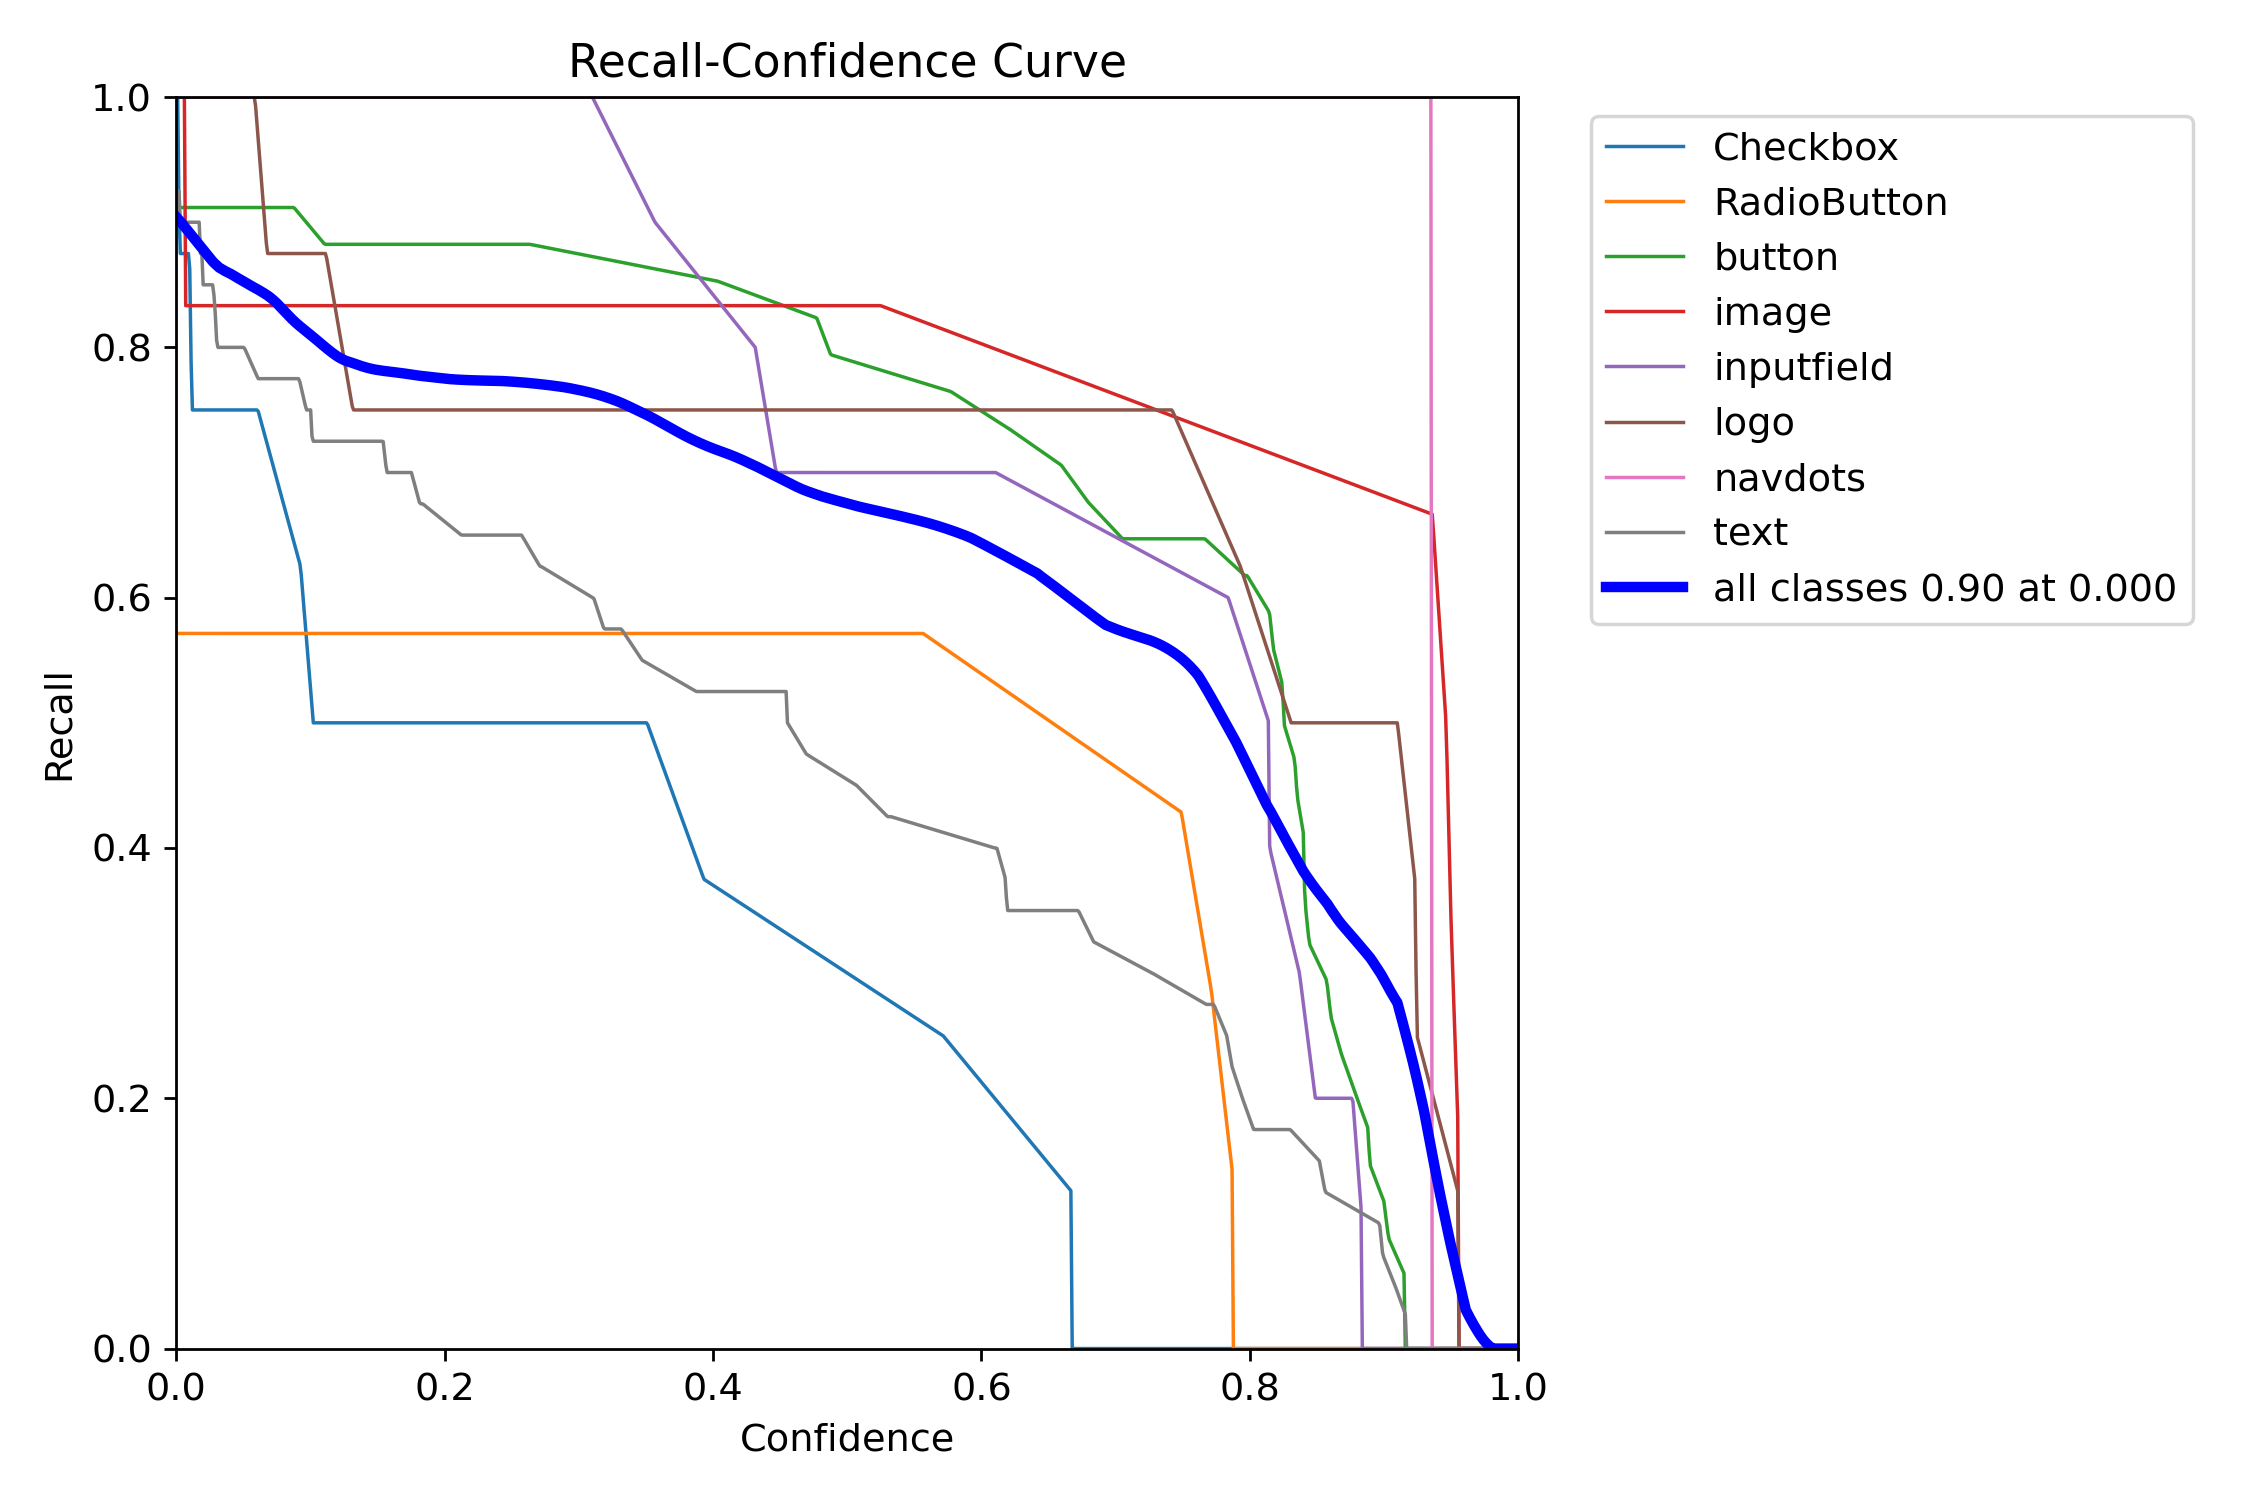 Recall-Confidence Curve
1.0
0.8
0.6
0.4
0.2
0.0
Recall
0.0 0.2 0.4 0.6 0.8 1.0
Confidence
Checkbox
RadioButton
button
image
inputfield
logo
navdots
text
all classes 0.90 at 0.000